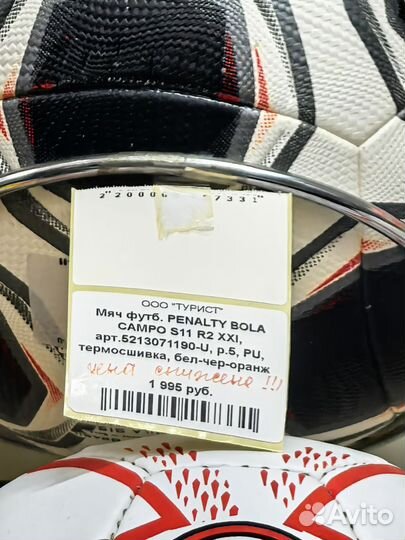 ООО "ТУРИСТ"
Мяч футб. PENALTY BOLA
CAMPO S11 R2 XXI,
арт.5213071190-U, р.5, PU,
термосшивка, бел-чер-оранж
цена снижена !!!
1 995 руб.
Avito